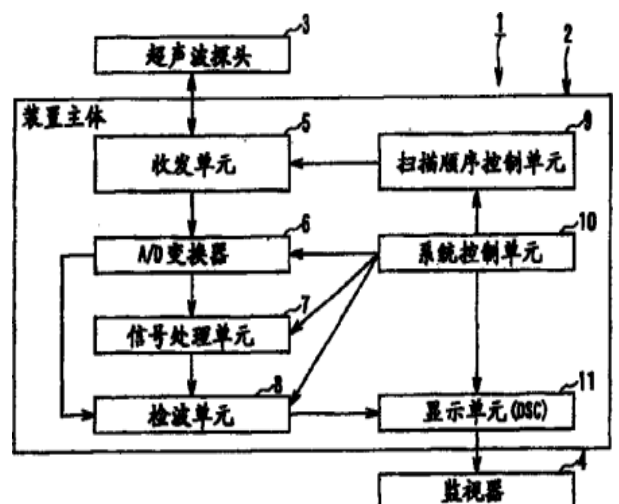 1
2
3
超声波探头
装置主体
5
收发单元
9
扫描顺序控制单元
6
A/D变换器
10
系统控制单元
7
信号处理单元
8
检波单元
11
显示单元(DSC)
4
监视器